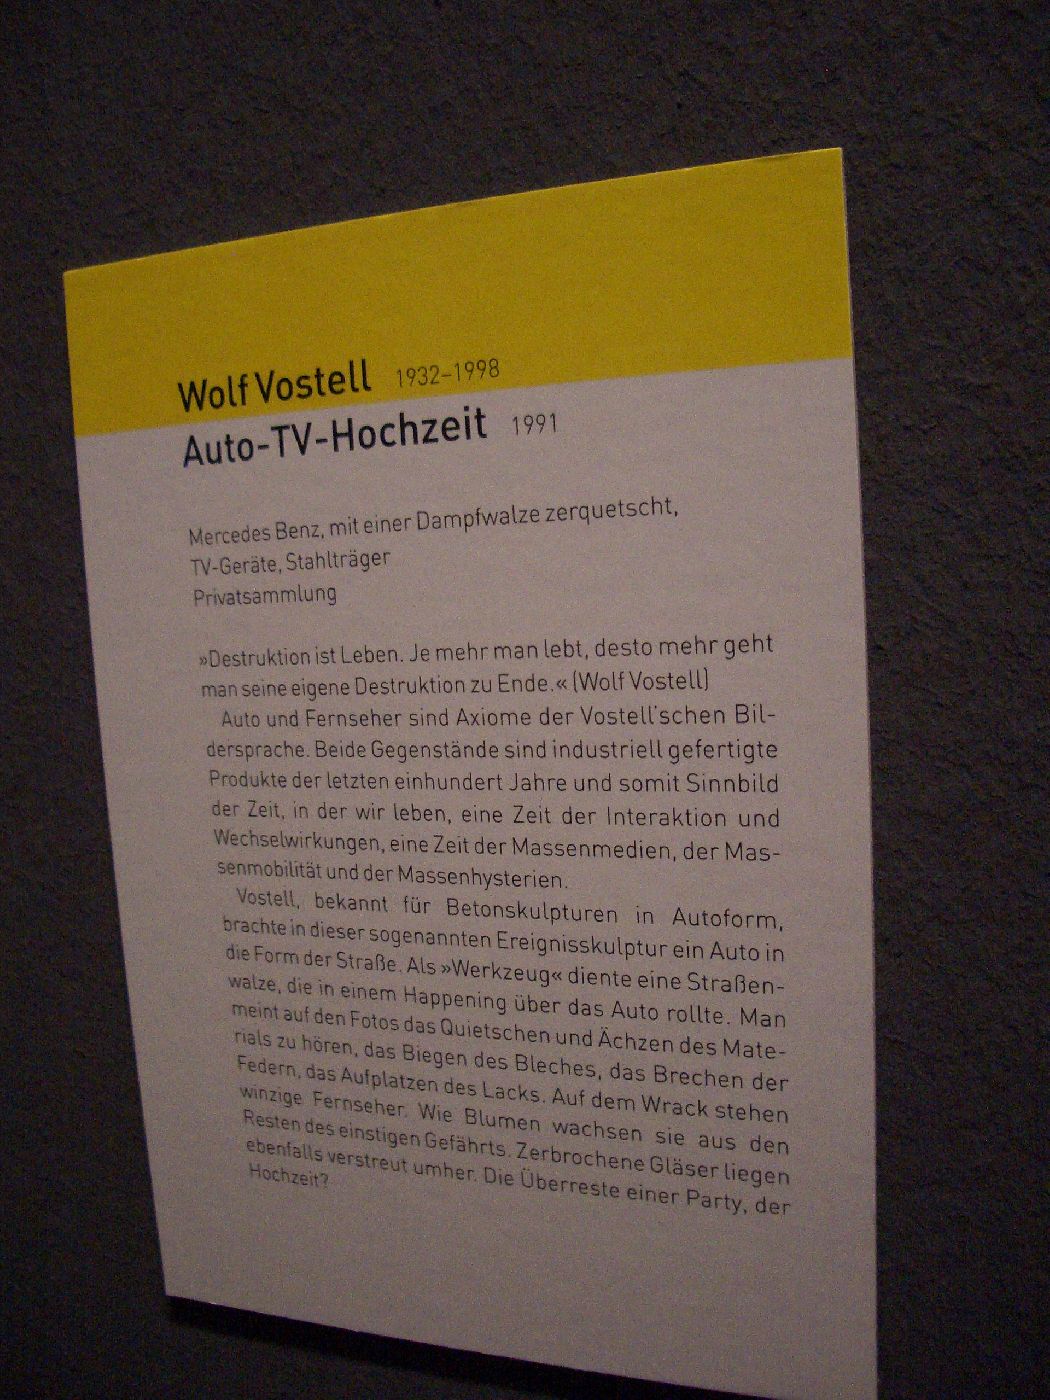 Wolf Vostell 1932–1998
Auto-TV-Hochzeit 1991
Mercedes Benz, mit einer Dampfwalze zerquetscht,
TV-Geräte, Stahlträger
Privatsammlung
»Destruktion ist Leben. Je mehr man lebt, desto mehr geht
man seine eigene Destruktion zu Ende.« (Wolf Vostell)
Auto und Fernseher sind Axiome der Vostell'schen Bil-
dersprache. Beide Gegenstände sind industriell gefertigte
Produkte der letzten einhundert Jahre und somit Sinnbild
der Zeit, in der wir leben, eine Zeit der Interaktion und
Wechselwirkungen, eine Zeit der Massenmedien, der Mas-
senmobilität und der Massenhysterien.
Vostell, bekannt für Betonskulpturen in Autoform,
brachte in dieser sogenannten Ereignisskulptur ein Auto in
die Form der Straße. Als »Werkzeug« diente eine Straßen-
walze, die in einem Happening über das Auto rollte. Man
meint auf den Fotos das Quietschen und Ächzen des Mate-
rials zu hören, das Biegen des Bleches, das Brechen der
Federn, das Aufplatzen des Lacks. Auf dem Wrack stehen
winzige Fernseher. Wie Blumen wachsen sie aus den
Resten des einstigen Gefährts. Zerbrochene Gläser liegen
ebenfalls verstreut umher. Die Überreste einer Party, der
Hochzeit?